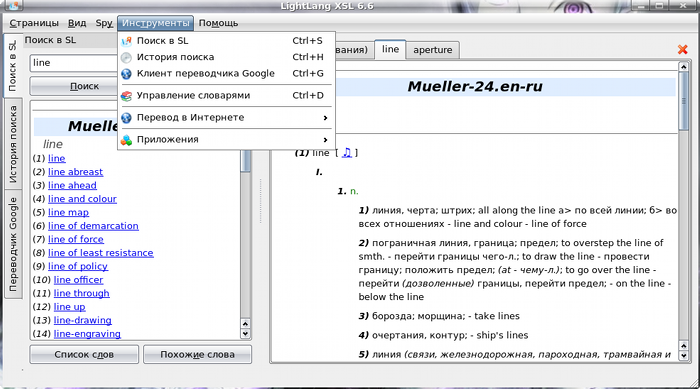 LightLang XSL 6.6
Страницы Вид Spy Инструменты Помощь
Поиск в SL
Поиск в SL Ctrl+S
История поиска Ctrl+H
Клиент переводчика Google Ctrl+G
Управление словарями Ctrl+D
Перевод в Интернете
Приложения
Поиск в SL
История поиска
Переводчик Google
line
Поиск
line
(1) line
(2) line abreast
(3) line ahead
(4) line and colour
(5) line map
(6) line of demarcation
(7) line of force
(8) line of least resistance
(9) line of policy
(10) line officer
(11) line through
(12) line up
(13) line-drawing
(14) line-engraving
Список слов Похожие слова
line aperture
Mueller-24.en-ru
(1) line [ ♫ ]
I.
1. n.
1) линия, черта; штрих; all along the line а> по всей линии; б> во
всех отношениях - line and colour - line of force
2) пограничная линия, граница; предел; to overstep the line of
smth. - перейти границы чего-л.; to draw the line - провести
границу; положить предел; (at - чему-л.); to go over the line -
перейти (дозволенные) границы, перейти предел; - on the line -
below the line
3) борозда; морщина; - take lines
4) очертания, контур; - ship's lines
5) линия (связи, железнодорожная, пароходная, трамвайная и